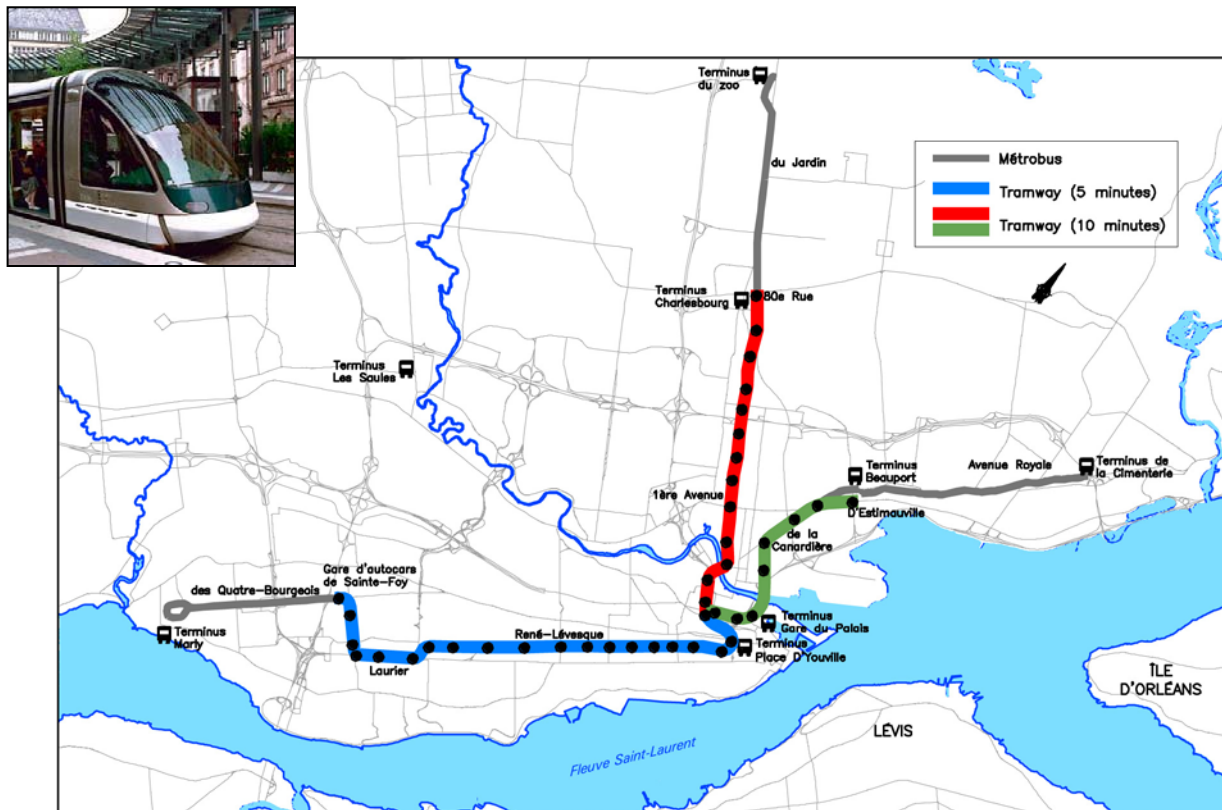 Terminus
du zoo
du Jardin
Métrobus
Tramway (5 minutes)
Tramway (10 minutes)
Terminus
Charlesbourg
80e Rue
Terminus
Les Saules
1ère Avenue
Terminus
Beauport
Avenue Royale
Terminus de
la Cimenterie
D'Estimauville
de la
Canardière
Gare d'autocars
de Sainte-Foy
des Quatre-Bourgeois
Terminus
Marly
Laurier
René-Lévesque
Terminus
Gare du Palais
Terminus
Place D'Youville
ÎLE
D'ORLÉANS
LÉVIS
Fleuve Saint-Laurent